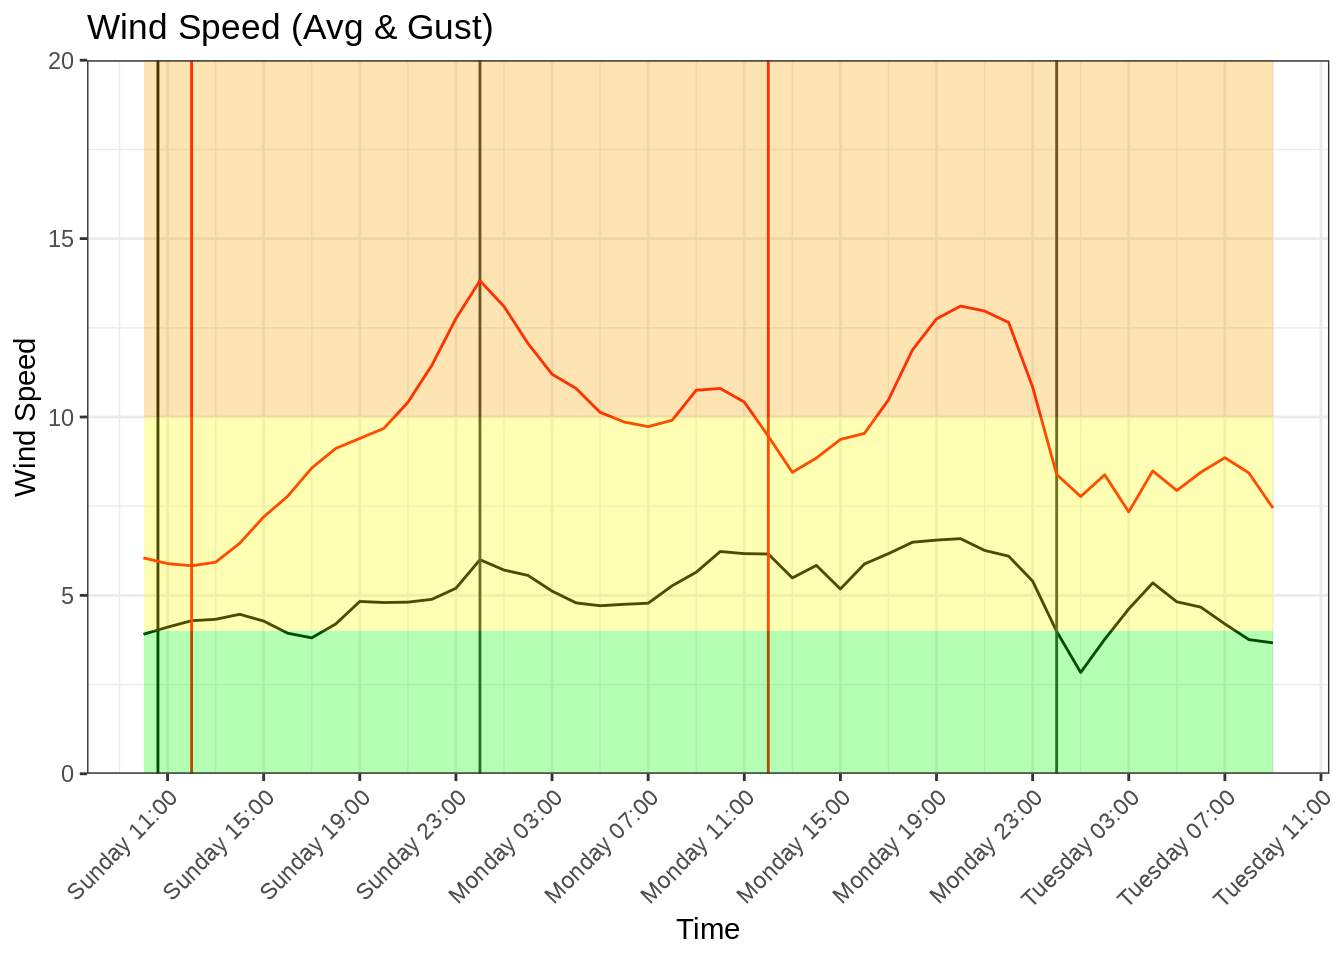 Wind Speed (Avg & Gust)
Wind Speed
20
15
10
5
0
Sunday 11:00
Sunday 15:00
Sunday 19:00
Sunday 23:00
Monday 03:00
Monday 07:00
Monday 11:00
Monday 15:00
Monday 19:00
Monday 23:00
Tuesday 03:00
Tuesday 07:00
Tuesday 11:00
Time